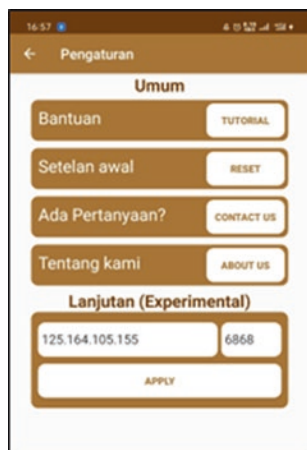 16:57
Pengaturan
Umum
Bantuan TUTORIAL
Setelan awal RESET
Ada Pertanyaan? CONTACT US
Tentang kami ABOUT US
Lanjutan (Experimental)
125.164.105.155 6868
APPLY